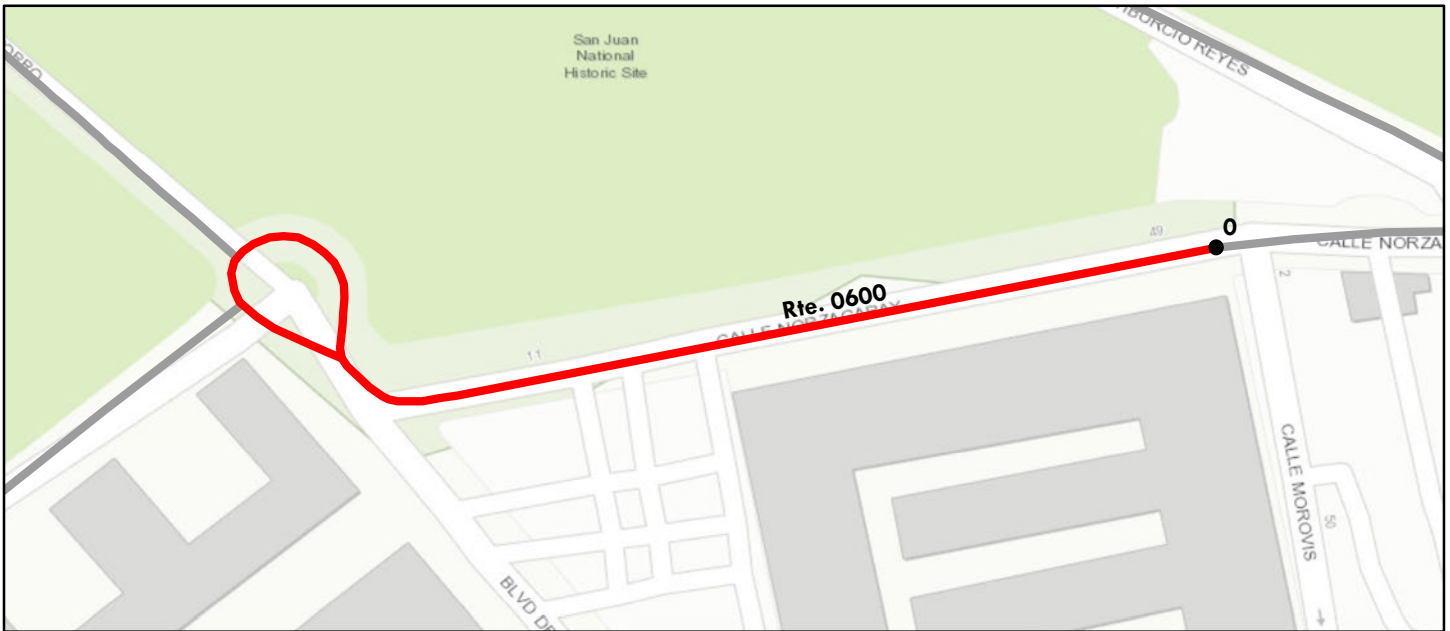 San Juan
National
Historic Site
REYES
0
49
CALLE NORZA
2
Rte. 0600
CALLE NORZAGARAY
11
CALLE MOROVIS
50
BLVD DE